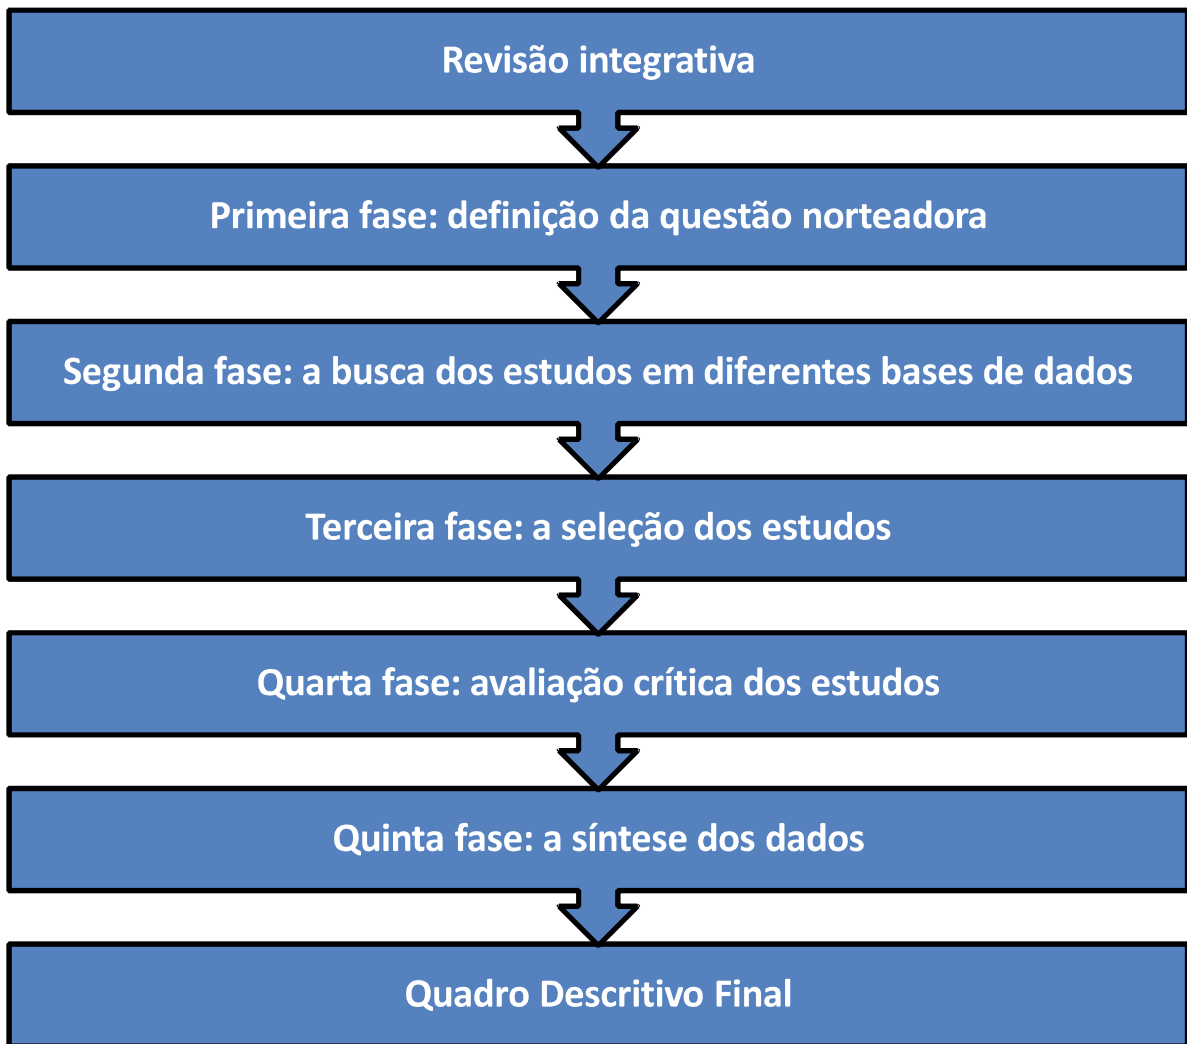 Revisão integrativa
Primeira fase: definição da questão norteadora
Segunda fase: a busca dos estudos em diferentes bases de dados
Terceira fase: a seleção dos estudos
Quarta fase: avaliação crítica dos estudos
Quinta fase: a síntese dos dados
Quadro Descritivo Final